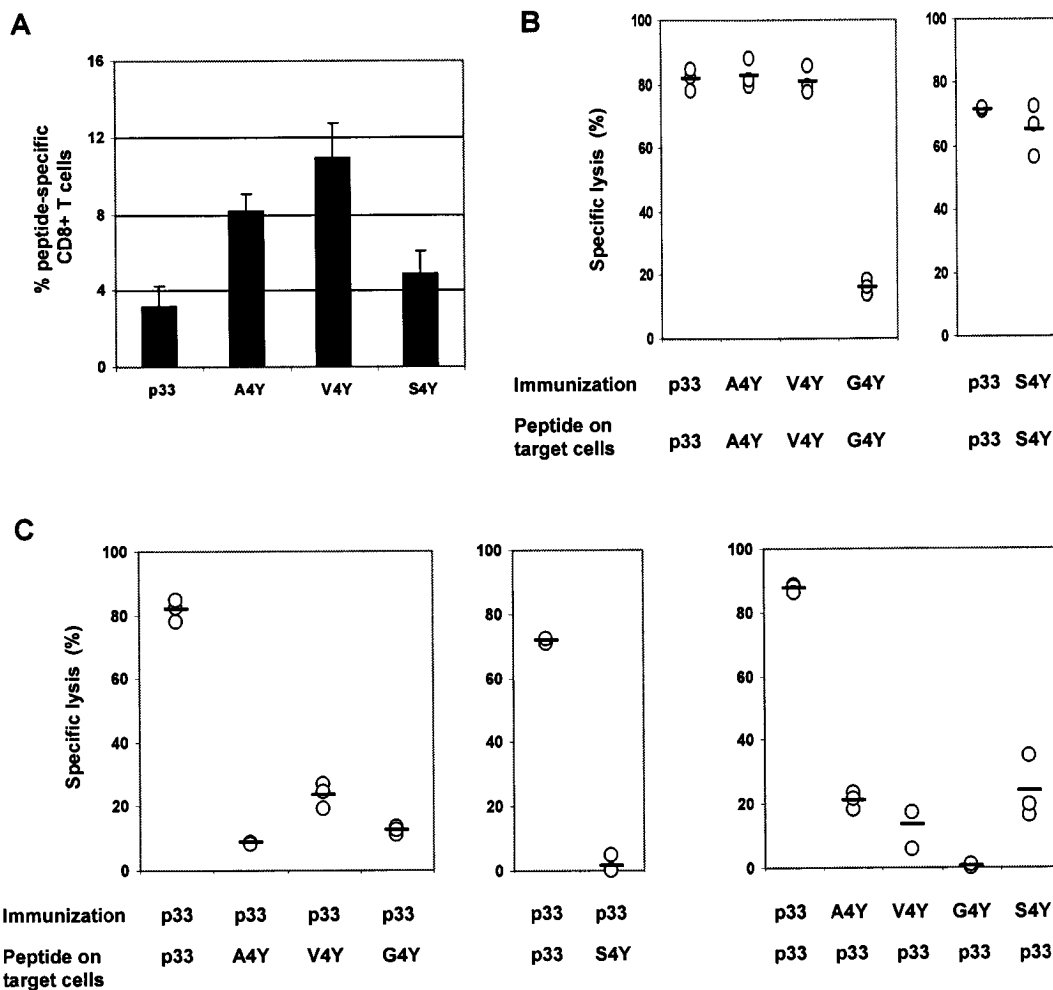 A
% peptide-specific
CD8+ T cells
16
12
8
4
0
p33 A4Y V4Y S4Y
B
Specific lysis (%)
100
80
60
40
20
0
100
80
60
40
20
0
Immunization p33 A4Y V4Y G4Y p33 S4Y
Peptide on
target cells p33 A4Y V4Y G4Y p33 S4Y
C
Specific lysis (%)
100
80
60
40
20
0
100
80
60
40
20
0
100
80
60
40
20
0
Immunization p33 p33 p33 p33 p33 p33 p33 A4Y V4Y G4Y S4Y
Peptide on
target cells p33 A4Y V4Y G4Y p33 S4Y p33 p33 p33 p33 p33